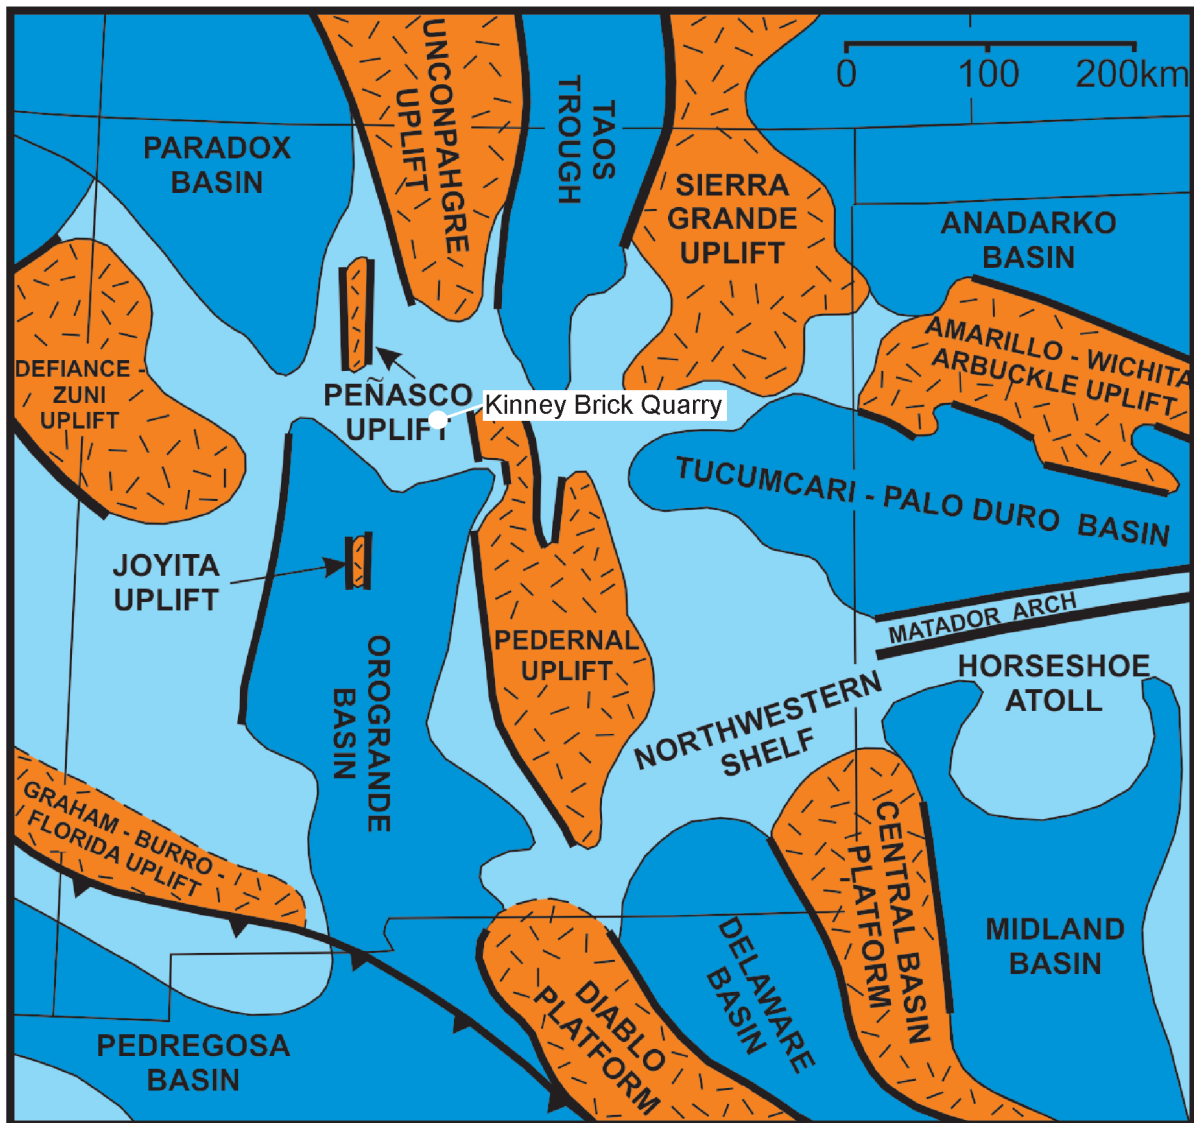 UNCONPAHGRE
UPLIFT
TAOS
TROUGH
0 100 200km
PARADOX
BASIN
SIERRA
GRANDE
UPLIFT
ANADARKO
BASIN
DEFIANCE -
ZUNI
UPLIFT
AMARILLO - WICHITA
ARBUCKLE UPLIFT
PEÑASCO
UPLIFT
Kinney Brick Quarry
TUCUMCARI - PALO DURO BASIN
JOYITA
UPLIFT
MATADOR ARCH
PEDERNAL
UPLIFT
HORSESHOE
ATOLL
OROGRANDE
BASIN
NORTHWESTERN
SHELF
GRAHAM - BURRO -
FLORIDA UPLIFT
CENTRAL BASIN
PLATFORM
DELAWARE
BASIN
MIDLAND
BASIN
DIABLO
PLATFORM
PEDREGOSA
BASIN